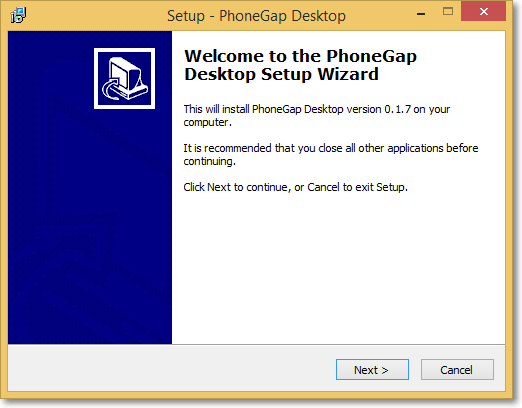 Setup - PhoneGap Desktop
Welcome to the PhoneGap
Desktop Setup Wizard
This will install PhoneGap Desktop version 0.1.7 on your
computer.
It is recommended that you close all other applications before
continuing.
Click Next to continue, or Cancel to exit Setup.
Next >
Cancel